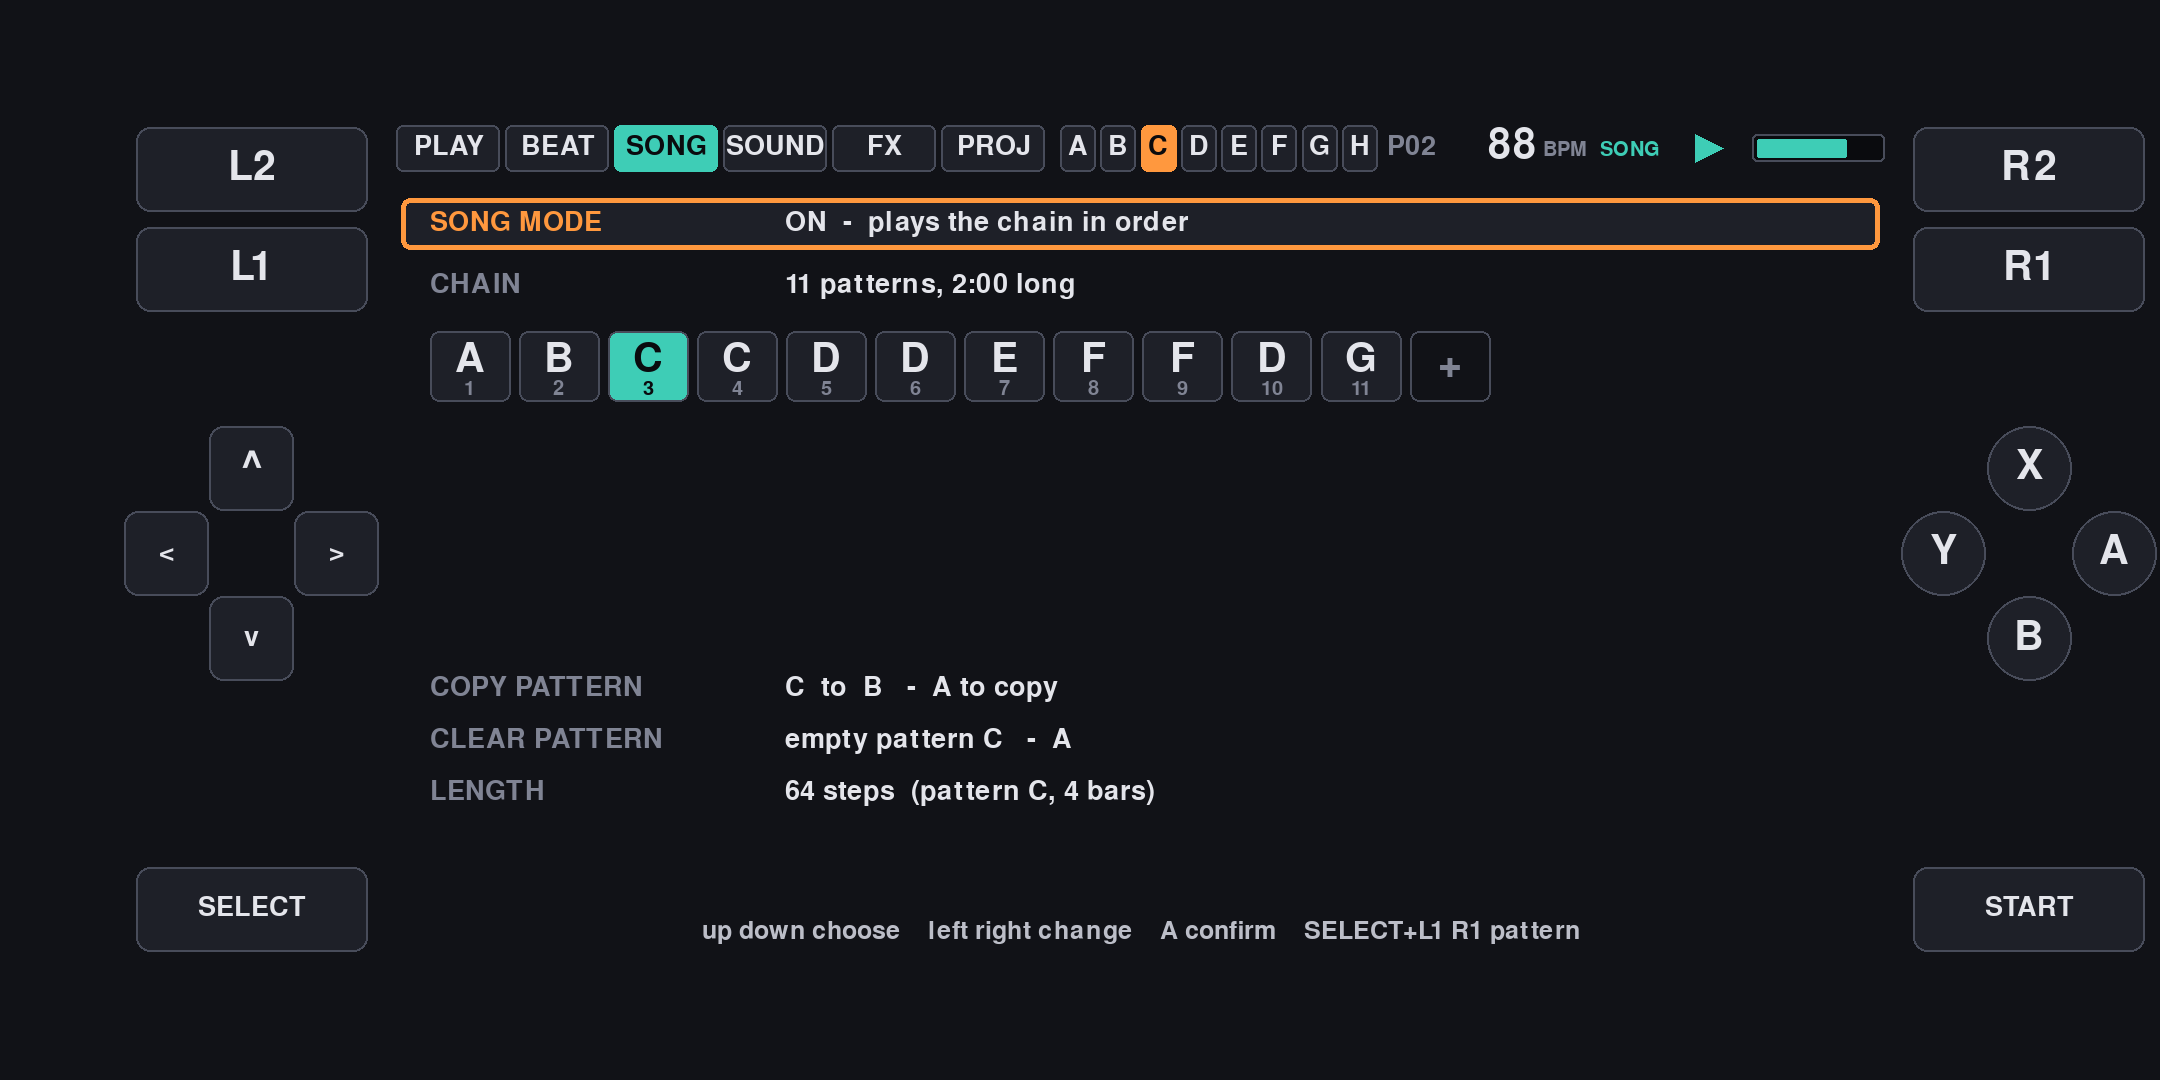 L2 PLAY BEAT SONG SOUND FX PROJ A B C D E F G H P02 88 BPM SONG R2
SONG MODE ON - plays the chain in order
L1 CHAIN 11 patterns, 2:00 long R1
A B C C D D E F F D G +
1 2 3 4 5 6 7 8 9 10 11
^ X
< > Y A
v B
COPY PATTERN C to B - A to copy
CLEAR PATTERN empty pattern C - A
LENGTH 64 steps (pattern C, 4 bars)
SELECT START
up down choose left right change A confirm SELECT+L1 R1 pattern